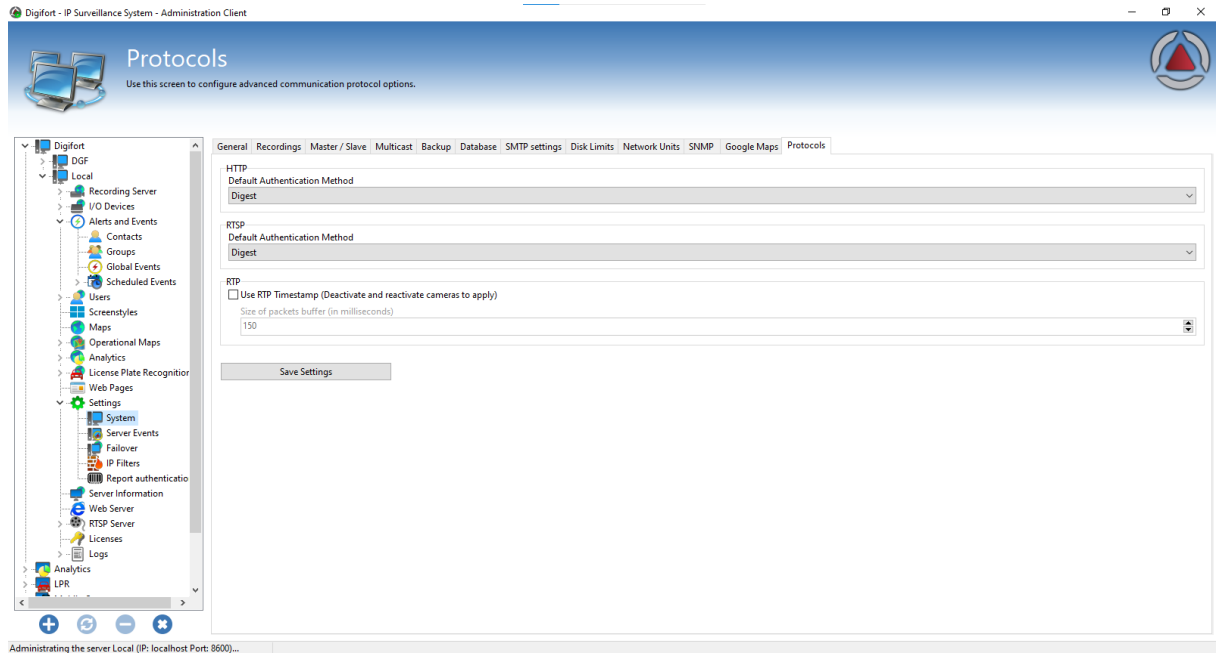 Digifort - IP Surveillance System - Administration Client
Protocols
Use this screen to configure advanced communication protocol options.
Digifort
DGF
Local
Recording Server
I/O Devices
Alerts and Events
Contacts
Groups
Global Events
Scheduled Events
Users
Screenstyles
Maps
Operational Maps
Analytics
License Plate Recognitior
Web Pages
Settings
System
Server Events
Failover
IP Filters
Report authenticatio
Server Information
Web Server
RTSP Server
Licenses
Logs
Analytics
LPR
General Recordings Master / Slave Multicast Backup Database SMTP settings Disk Limits Network Units SNMP Google Maps Protocols
HTTP
Default Authentication Method
Digest
RTSP
Default Authentication Method
Digest
RTP
Use RTP Timestamp (Deactivate and reactivate cameras to apply)
Size of packets buffer (in milliseconds)
150
Save Settings
Administrating the server Local (IP: localhost Port: 8600)...